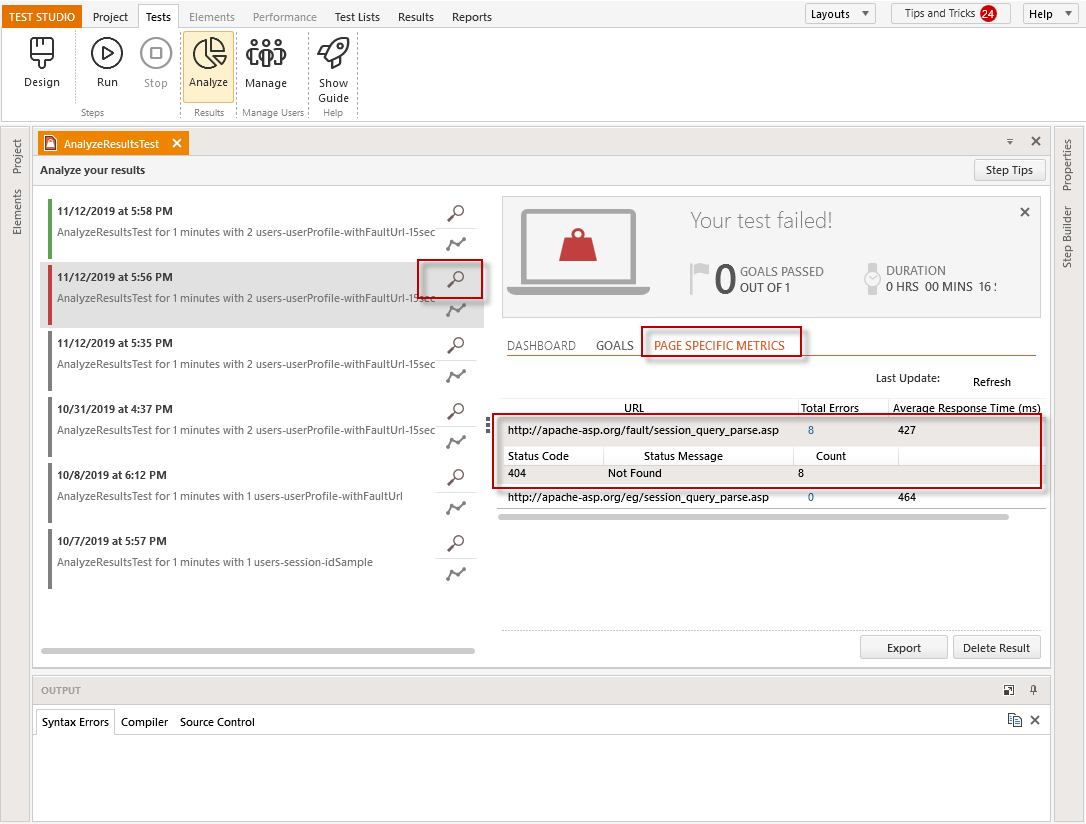 TEST STUDIO Project Tests Elements Performance Test Lists Results Reports Layouts Tips and Tricks 24 Help
Design Run Stop Analyze Manage Show
Guide
Steps Results Manage Users Help
Project
Elements
AnalyzeResultsTest
Analyze your results Step Tips
11/12/2019 at 5:58 PM
AnalyzeResultsTest for 1 minutes with 2 users-userProfile-withFaultUrl-15sec
11/12/2019 at 5:56 PM
AnalyzeResultsTest for 1 minutes with 2 users-userProfile-withFaultUrl-15sec
11/12/2019 at 5:35 PM
AnalyzeResultsTest for 1 minutes with 2 users-userProfile-withFaultUrl-15sec
10/31/2019 at 4:37 PM
AnalyzeResultsTest for 1 minutes with 2 users-userProfile-withFaultUrl-15sec
10/8/2019 at 6:12 PM
AnalyzeResultsTest for 1 minutes with 1 users-userProfile-withFaultUrl
10/7/2019 at 5:57 PM
AnalyzeResultsTest for 1 minutes with 1 users-session-idSample
Your test failed!
0 GOALS PASSED
OUT OF 1
DURATION
0 HRS 00 MINS 16 :
DASHBOARD GOALS PAGE SPECIFIC METRICS
Last Update: Refresh
URL Total Errors Average Response Time (ms)
http://apache-asp.org/fault/session_query_parse.asp 8 427
Status Code Status Message Count
404 Not Found 8
http://apache-asp.org/eg/session_query_parse.asp 0 464
Export Delete Result
Properties
Step Builder
OUTPUT
Syntax Errors Compiler Source Control